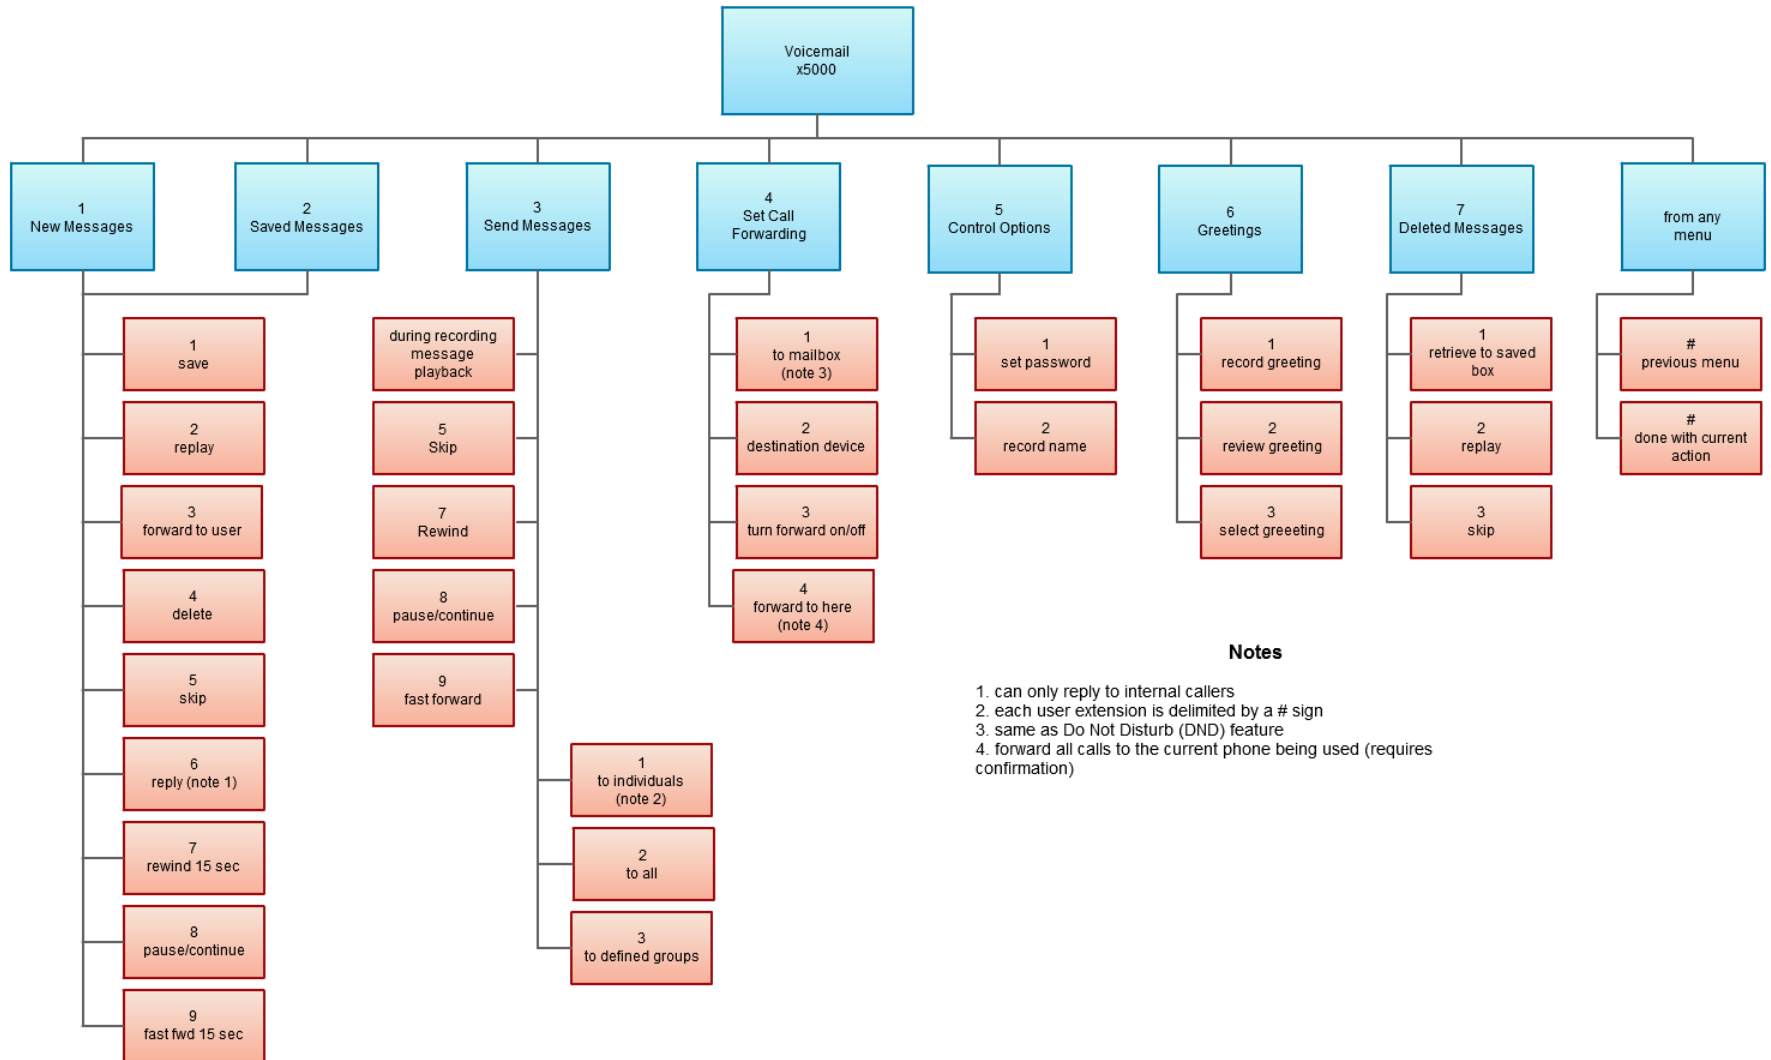 Voicemail
x5000
1
New Messages
2
Saved Messages
3
Send Messages
4
Set Call
Forwarding
5
Control Options
6
Greetings
7
Deleted Messages
from any
menu
1
save
2
replay
3
forward to user
4
delete
5
skip
6
reply (note 1)
7
rewind 15 sec
8
pause/continue
9
fast fwd 15 sec
during recording
message
playback
5
Skip
7
Rewind
8
pause/continue
9
fast forward
1
to individuals
(note 2)
2
to all
3
to defined groups
1
to mailbox
(note 3)
2
destination device
3
turn forward on/off
4
forward to here
(note 4)
1
set password
2
record name
1
record greeting
2
review greeting
3
select greeeting
1
retrieve to saved
box
2
replay
3
skip
#
previous menu
#
done with current
action
Notes
1. can only reply to internal callers
2. each user extension is delimited by a # sign
3. same as Do Not Disturb (DND) feature
4. forward all calls to the current phone being used (requires
confirmation)